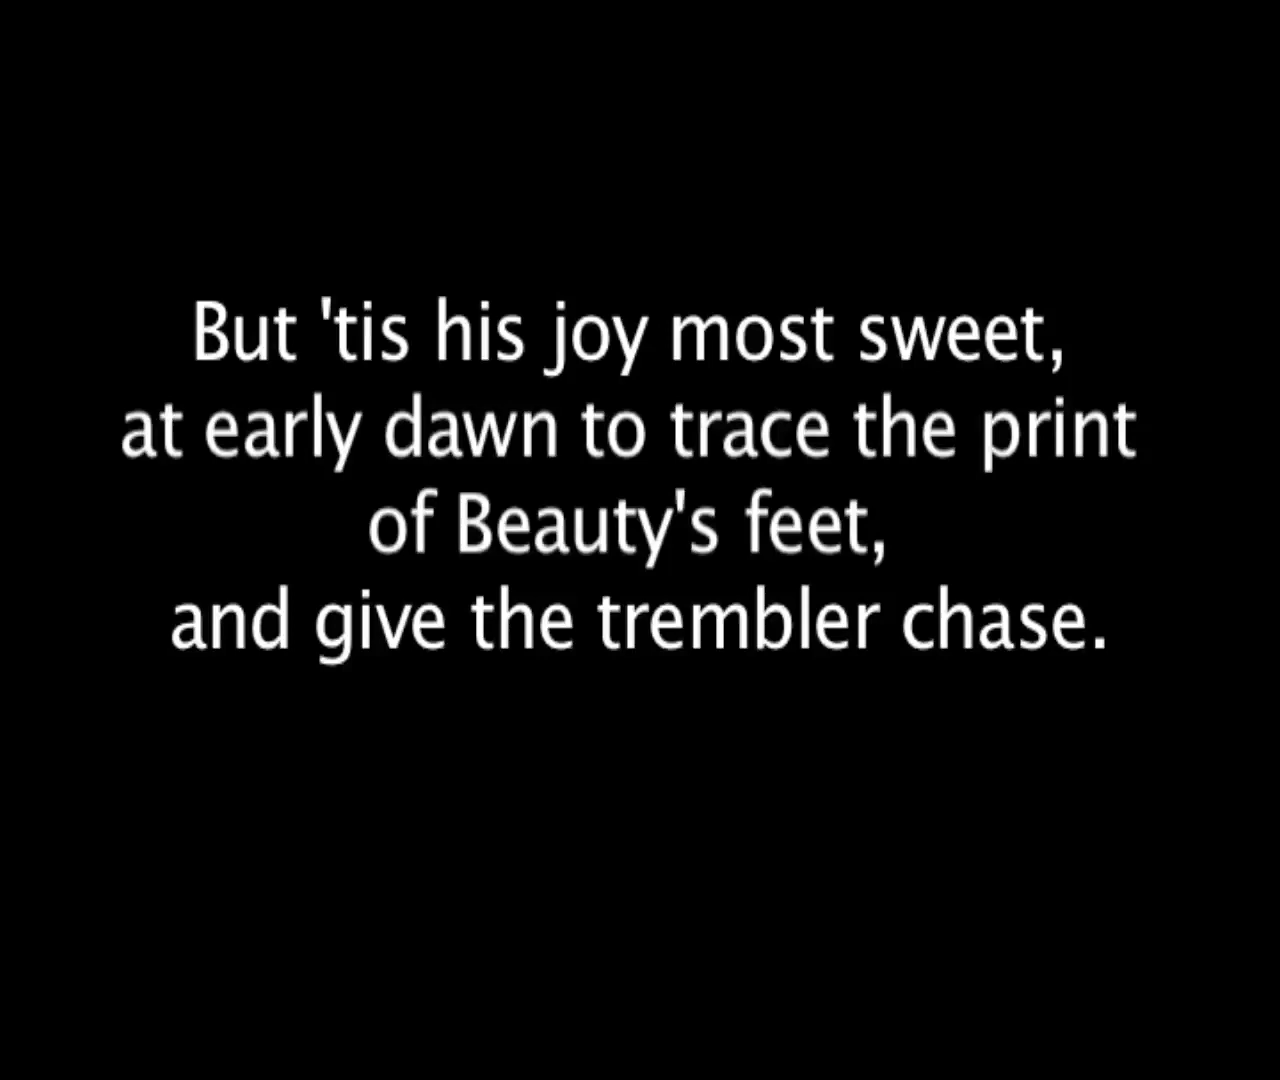 But 'tis his joy most sweet,
at early dawn to trace the print
of Beauty's feet,
and give the trembler chase.